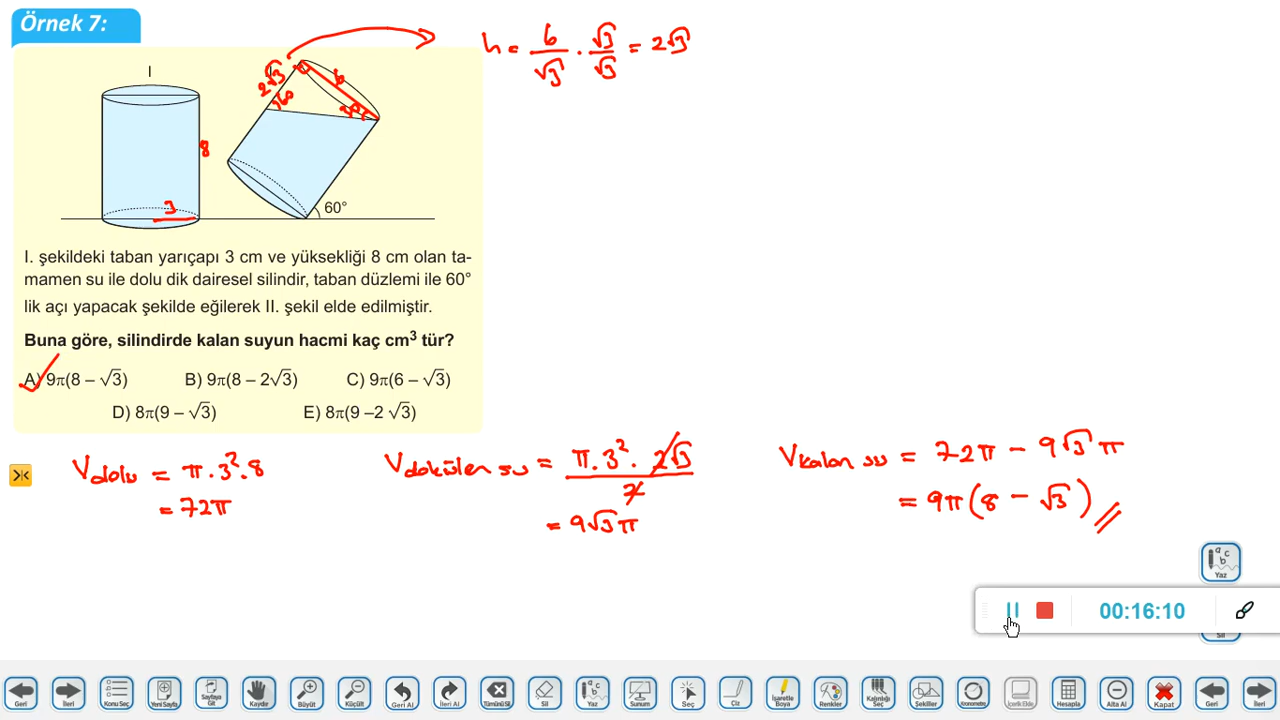 Örnek 7:
h = 6/√3 · √3/√3 = 2√3
I
2√3
6
60
30
8
3
60°
I. şekildeki taban yarıçapı 3 cm ve yüksekliği 8 cm olan ta-
mamen su ile dolu dik dairesel silindir, taban düzlemi ile 60°
lik açı yapacak şekilde eğilerek II. şekil elde edilmiştir.
Buna göre, silindirde kalan suyun hacmi kaç cm³ tür?
A) 9π(8 – √3) B) 9π(8 – 2√3) C) 9π(6 – √3)
D) 8π(9 – √3) E) 8π(9 –2 √3)
Vdolu = π.3².8
= 72π
Vdökülen su = π.3².2√3 / 2
= 9√3π
Vkalan su = 72π – 9√3π
= 9π(8 – √3)
a b c
Yaz
00:16:10
Sil
Geri İleri Konu Seç Yeni Sayfa Sayfaya Git Kaydır Büyüt Küçült Geri Al İleri Al Tümünü Sil Sil Yaz Sunum Seç Çiz İşaretle Boya Renkler Kalınlığı Seç Şekiller Kronometre İçerik Ekle Hesapla Alta Al Kapat Geri İleri